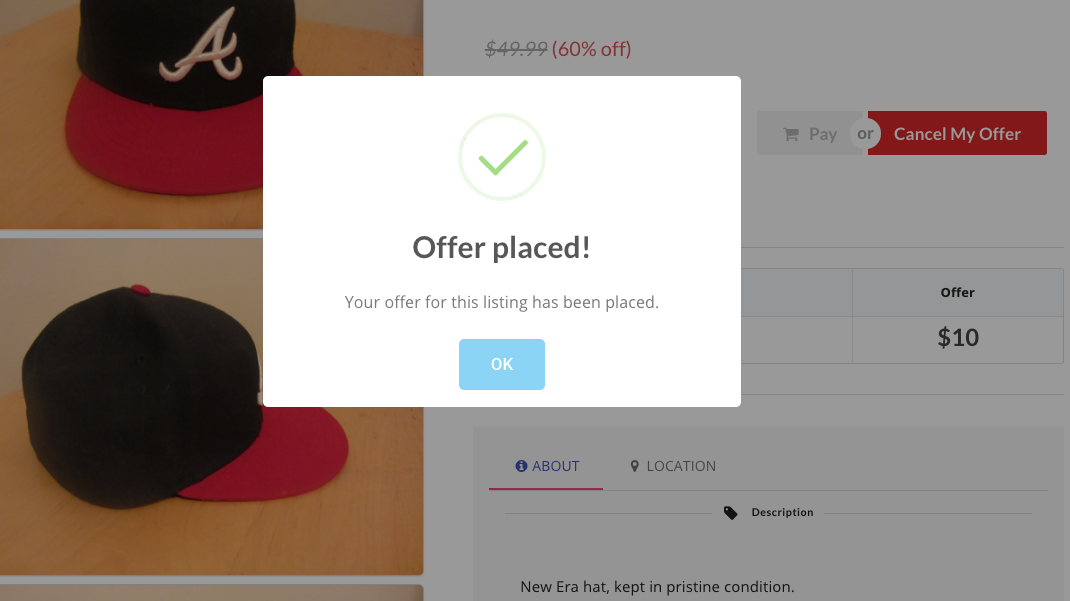 $49.99 (60% off)
Pay or Cancel My Offer
Offer placed!
Your offer for this listing has been placed.
OK
Offer
$10
ABOUT LOCATION
Description
New Era hat, kept in pristine condition.